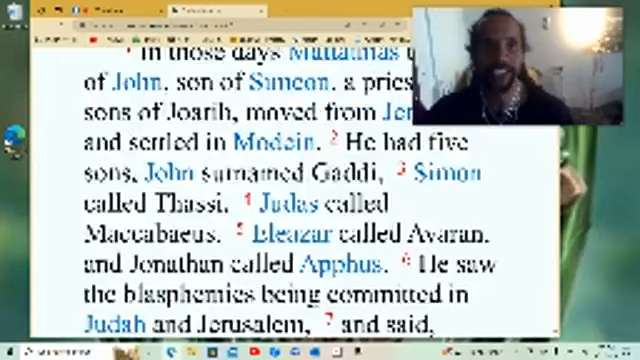 ¹ In those days Mattathias
of John, son of Simeon, a pries
sons of Joarib, moved from Jer
and settled in Modein. ² He had five
sons, John surnamed Gaddi, ³ Simon
called Thassi, ⁴ Judas called
Maccabaeus, ⁵ Eleazar called Avaran,
and Jonathan called Apphus. ⁶ He saw
the blasphemies being committed in
Judah and Jerusalem, ⁷ and said,